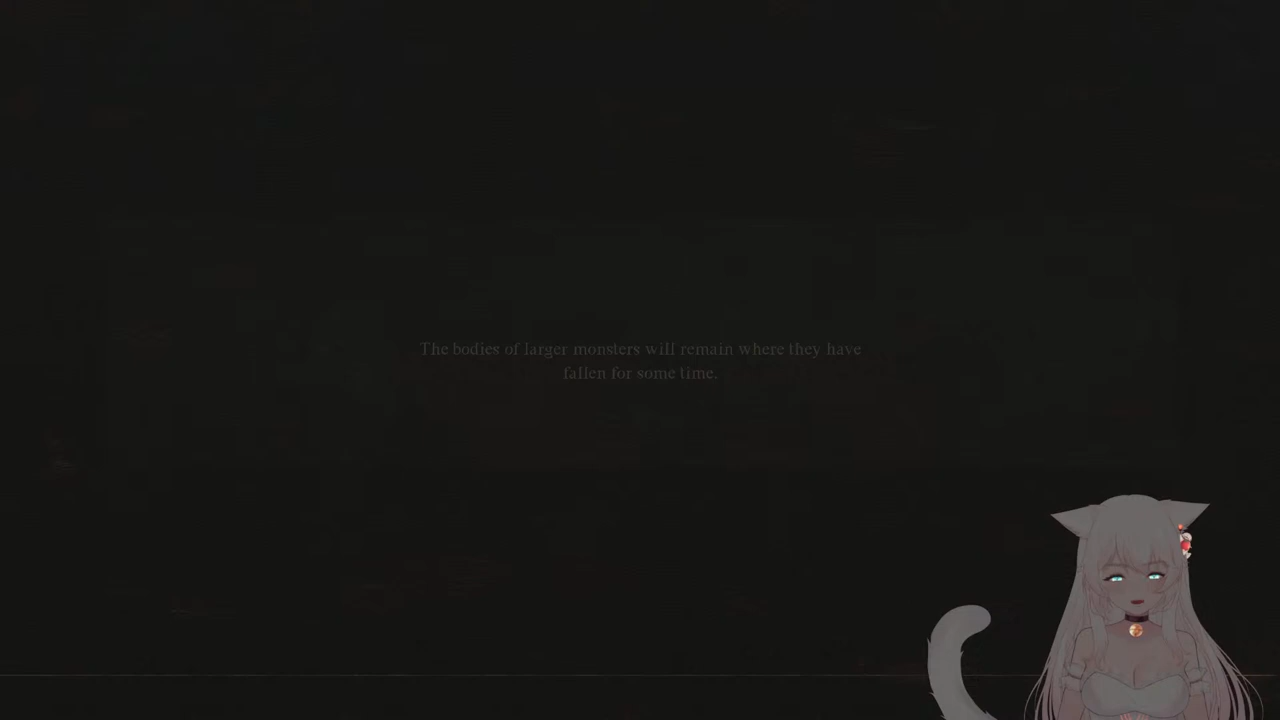 The bodies of larger monsters will remain where they have
fallen for some time.